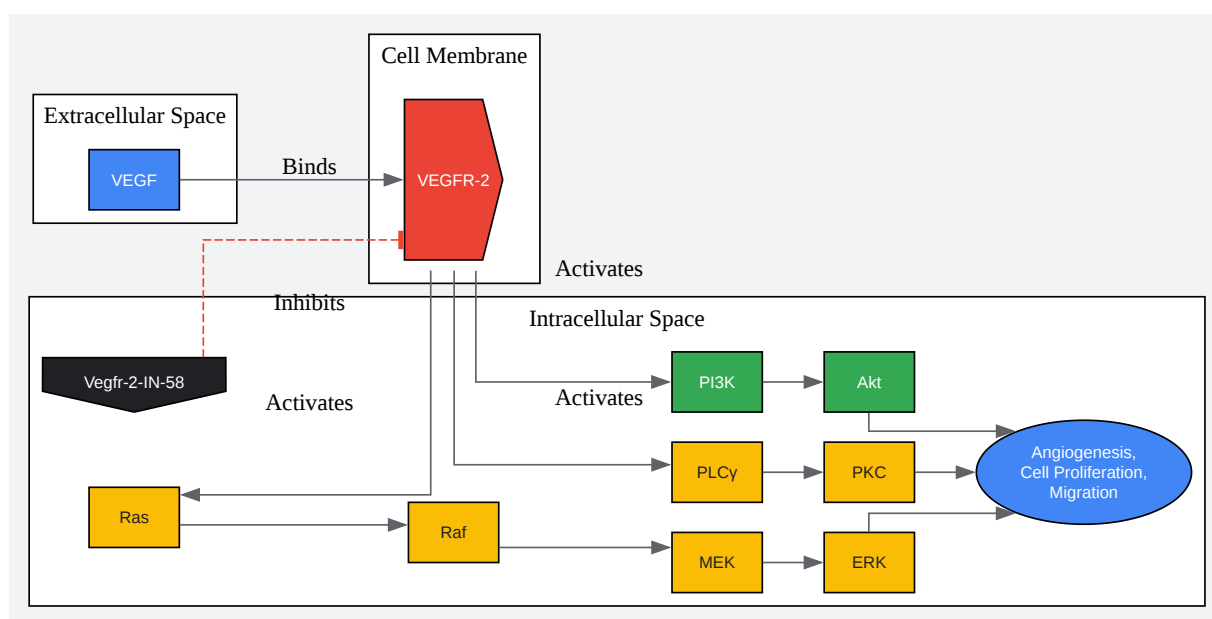 Cell Membrane
Extracellular Space
VEGF
Binds
VEGFR-2
Activates
Inhibits
Intracellular Space
Vegfr-2-IN-58
Activates
Activates
PI3K
Akt
PLCγ
PKC
Angiogenesis,
Cell Proliferation,
Migration
Ras
Raf
MEK
ERK